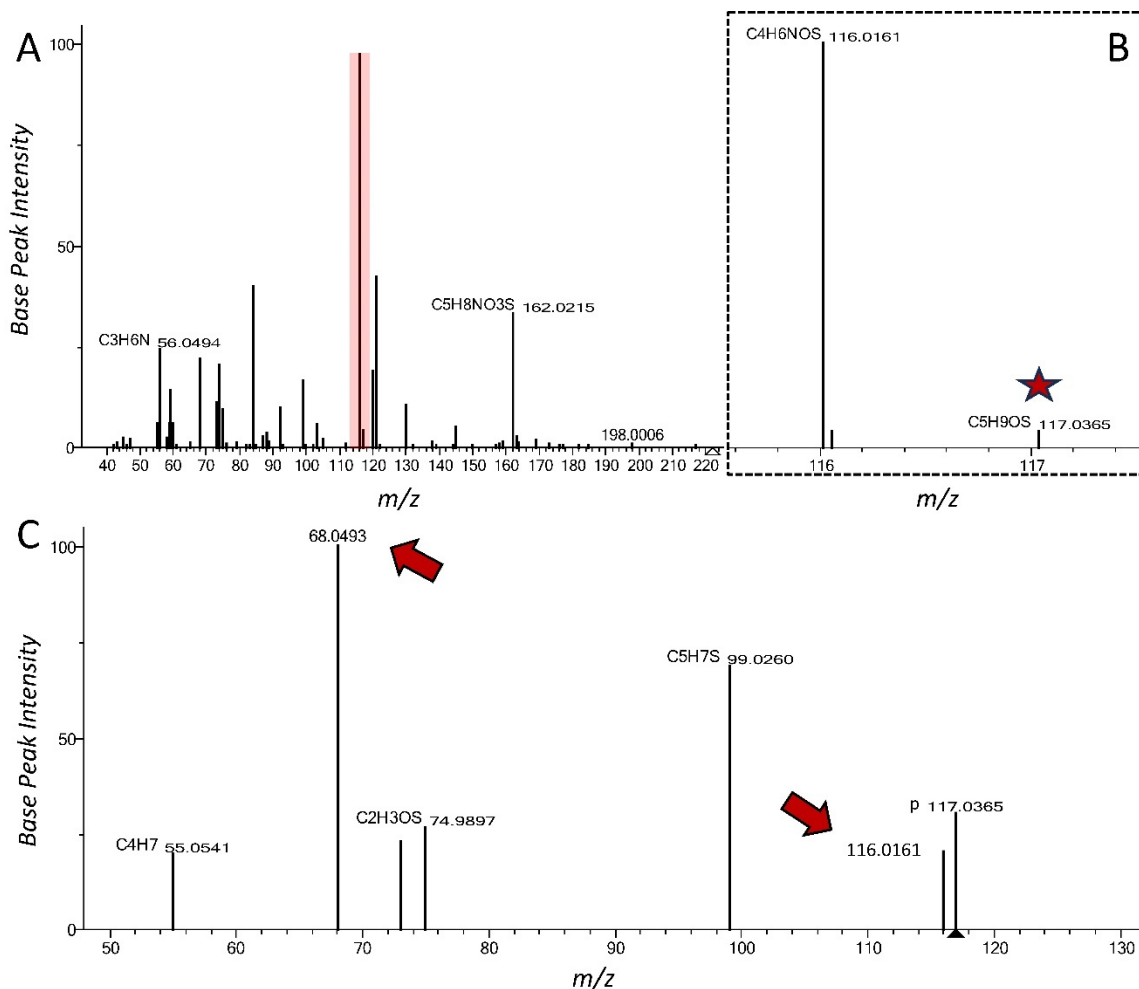 A
Base Peak Intensity
100
50
0
C3H6N 56.0494
C5H8NO3S 162.0215
198.0006
40 60 70 80 90 100 110 120 130 140 150 160 170 180 190 200 210 220
m/z
B
C4H6NOS 116.0161
C5H9OS 117.0365
116 117
m/z
C
Base Peak Intensity
100
50
0
68.0493
C5H7S 99.0260
C2H3OS 74.9897
p 117.0365
C4H7 55.0541
116.0161
50 60 70 80 90 100 110 120 130
m/z